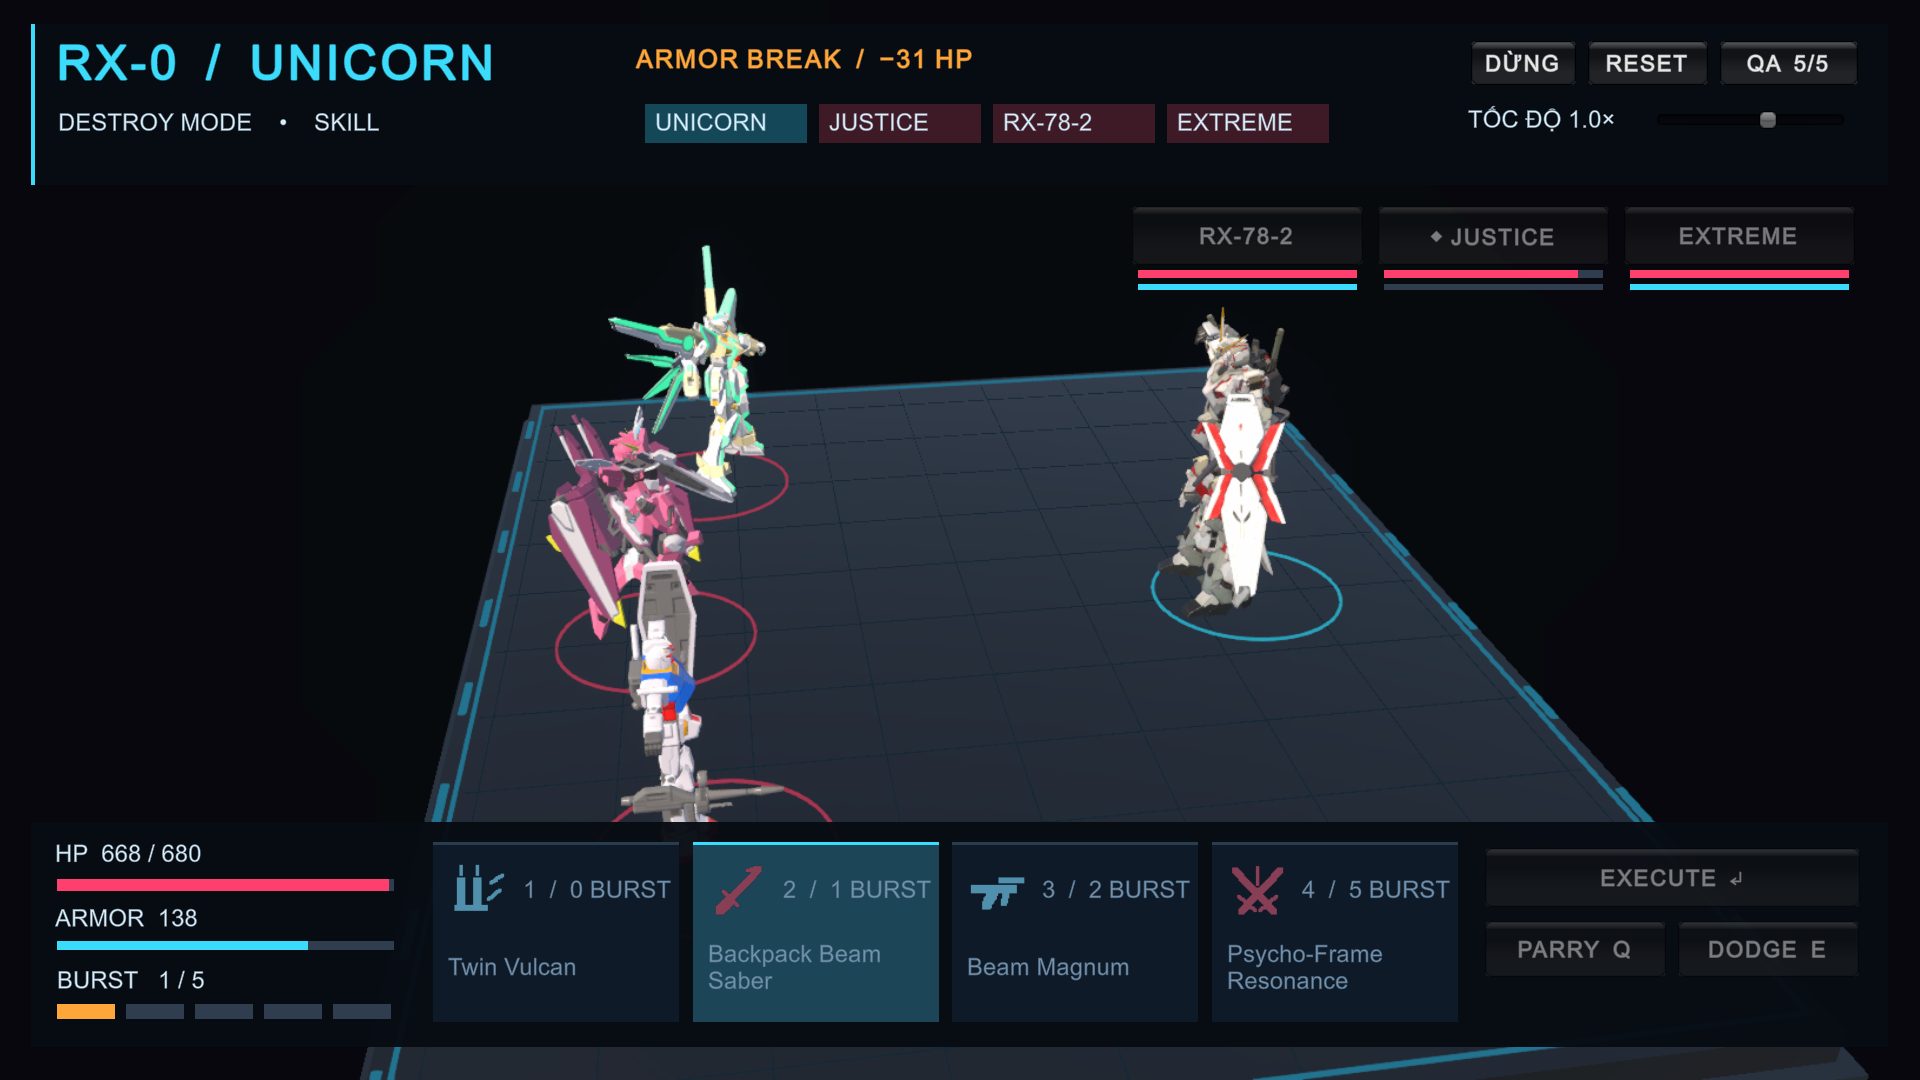 RX-0 / UNICORN
DESTROY MODE • SKILL
ARMOR BREAK / −31 HP
UNICORN JUSTICE RX-78-2 EXTREME
DỪNG RESET QA 5/5
TỐC ĐỘ 1.0×
RX-78-2 ◆ JUSTICE EXTREME
HP 668 / 680
ARMOR 138
BURST 1 / 5
1 / 0 BURST
Twin Vulcan
2 / 1 BURST
Backpack Beam
Saber
3 / 2 BURST
Beam Magnum
4 / 5 BURST
Psycho-Frame
Resonance
EXECUTE ↲
PARRY Q DODGE E